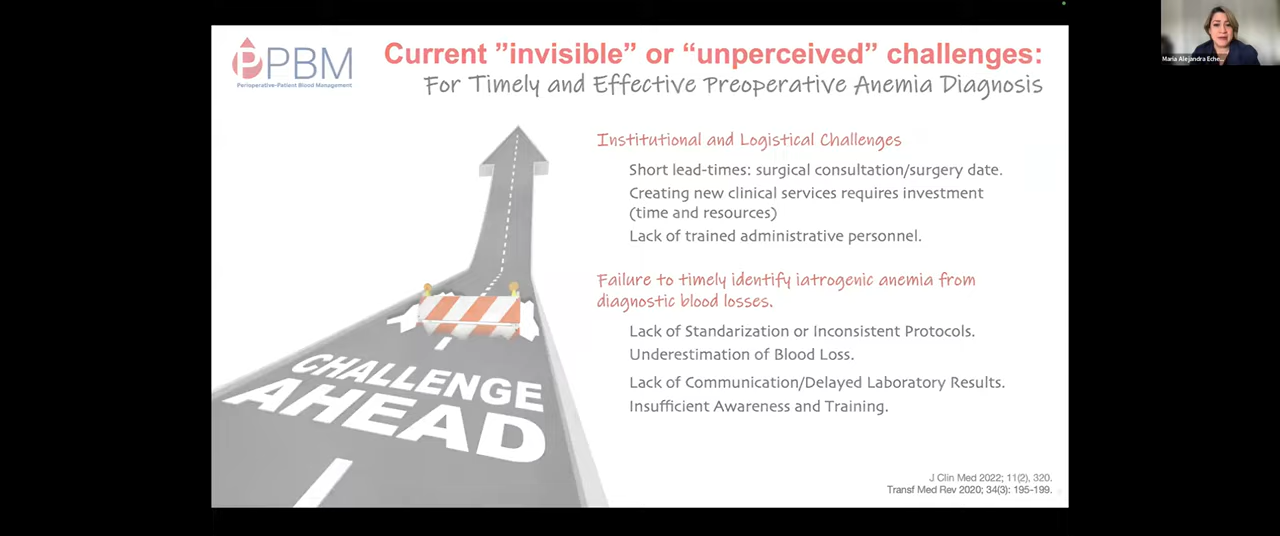 PBM
Perioperative-Patient Blood Management
Current ”invisible” or “unperceived” challenges:
For Timely and Effective Preoperative Anemia Diagnosis
Maria Alejandra Eche...
Institutional and Logistical Challenges
Short lead-times: surgical consultation/surgery date.
Creating new clinical services requires investment
(time and resources)
Lack of trained administrative personnel.
Failure to timely identify iatrogenic anemia from
diagnostic blood losses.
Lack of Standarization or Inconsistent Protocols.
Underestimation of Blood Loss.
Lack of Communication/Delayed Laboratory Results.
Insufficient Awareness and Training.
CHALLENGE
AHEAD
J Clin Med 2022; 11(2), 320.
Transf Med Rev 2020; 34(3): 195-199.